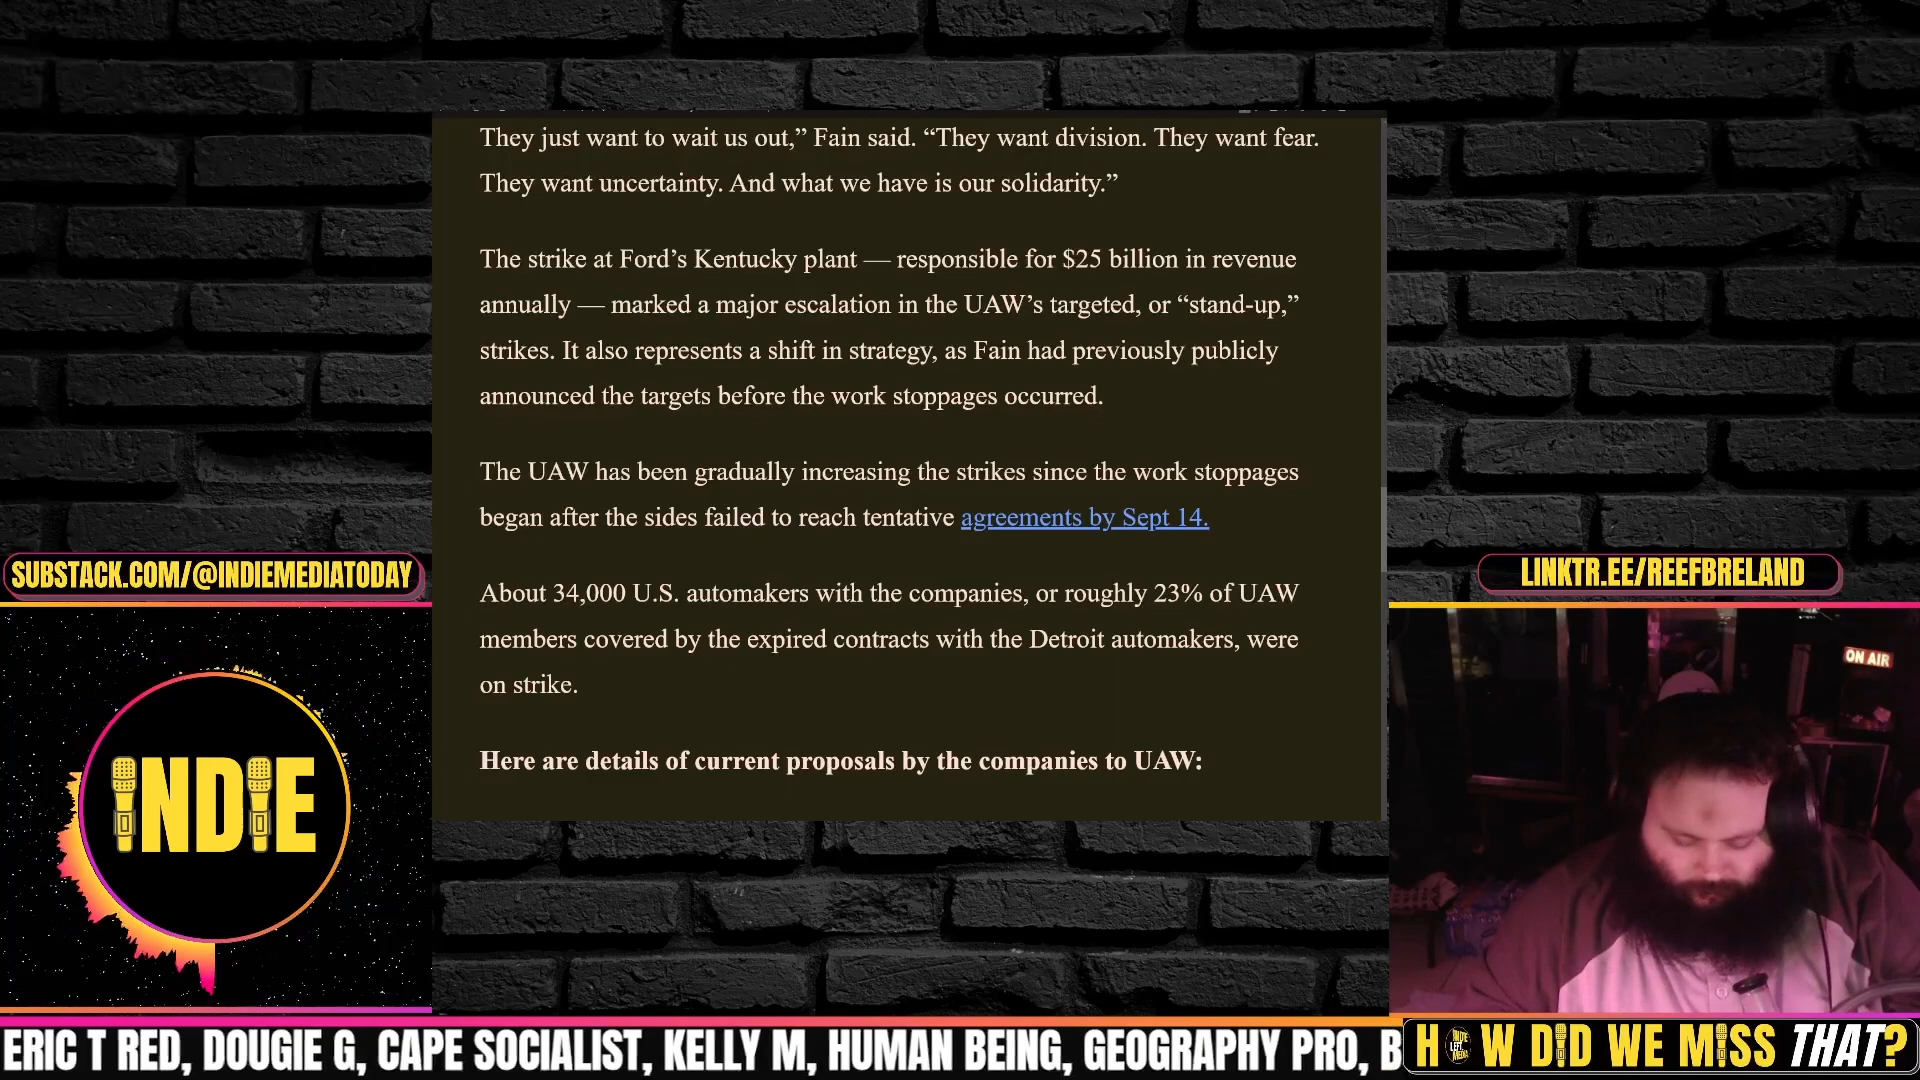 They just want to wait us out,” Fain said. “They want division. They want fear.
They want uncertainty. And what we have is our solidarity.”
The strike at Ford’s Kentucky plant — responsible for $25 billion in revenue
annually — marked a major escalation in the UAW’s targeted, or “stand-up,”
strikes. It also represents a shift in strategy, as Fain had previously publicly
announced the targets before the work stoppages occurred.
The UAW has been gradually increasing the strikes since the work stoppages
began after the sides failed to reach tentative agreements by Sept 14.
About 34,000 U.S. automakers with the companies, or roughly 23% of UAW
members covered by the expired contracts with the Detroit automakers, were
on strike.
Here are details of current proposals by the companies to UAW:
SUBSTACK.COM/@INDIEMEDIATODAY
INDIE
LINKTR.EE/REEFBRELAND
ON AIR
ERIC T RED, DOUGIE G, CAPE SOCIALIST, KELLY M, HUMAN BEING, GEOGRAPHY PRO, B
HOW DID WE MISS THAT?